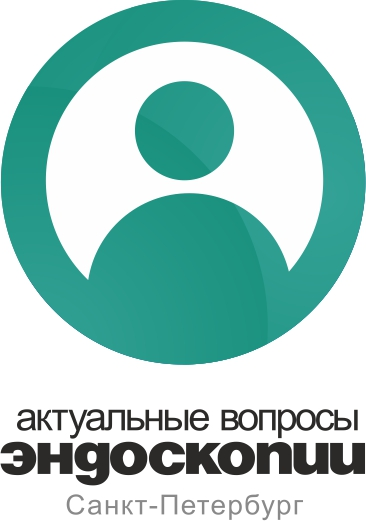 актуальные вопросы
эндоскопии
Санкт-Петербург